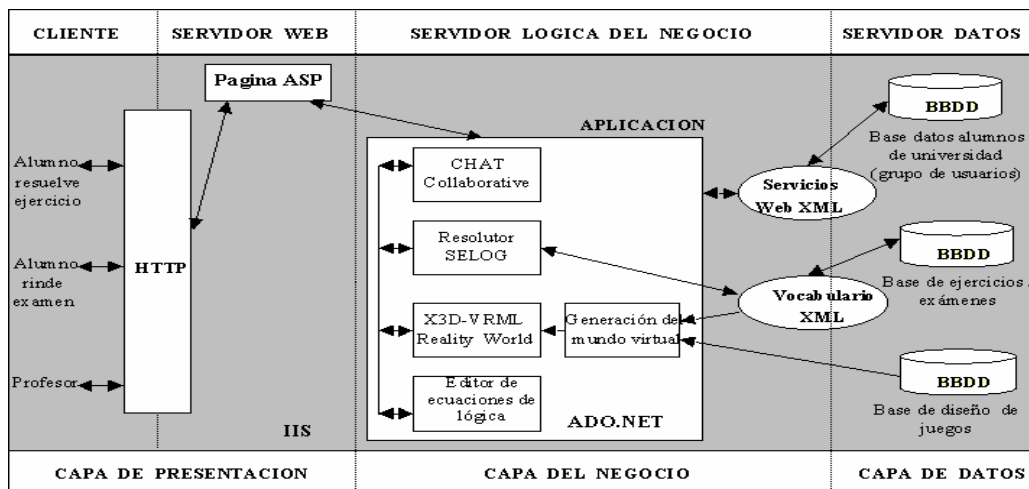 CLIENTE
SERVIDOR WEB
SERVIDOR LOGICA DEL NEGOCIO
SERVIDOR DATOS
Pagina ASP
Alumno
resuelve
ejercicio
Alumno
rinde
examen
Profesor
HTTP
IIS
APLICACION
CHAT
Collaborative
Resolutor
SELOG
X3D-VRML
Reality World
Generación del
mundo virtual
Editor de
ecuaciones de
lógica
ADO.NET
Servicios
Web XML
Vocabulario
XML
BBDD
Base datos alumnos
de universidad
(grupo de usuarios)
BBDD
Base de ejercicios
exámenes
BBDD
Base de diseño de
juegos
CAPA DE PRESENTACION
CAPA DEL NEGOCIO
CAPA DE DATOS